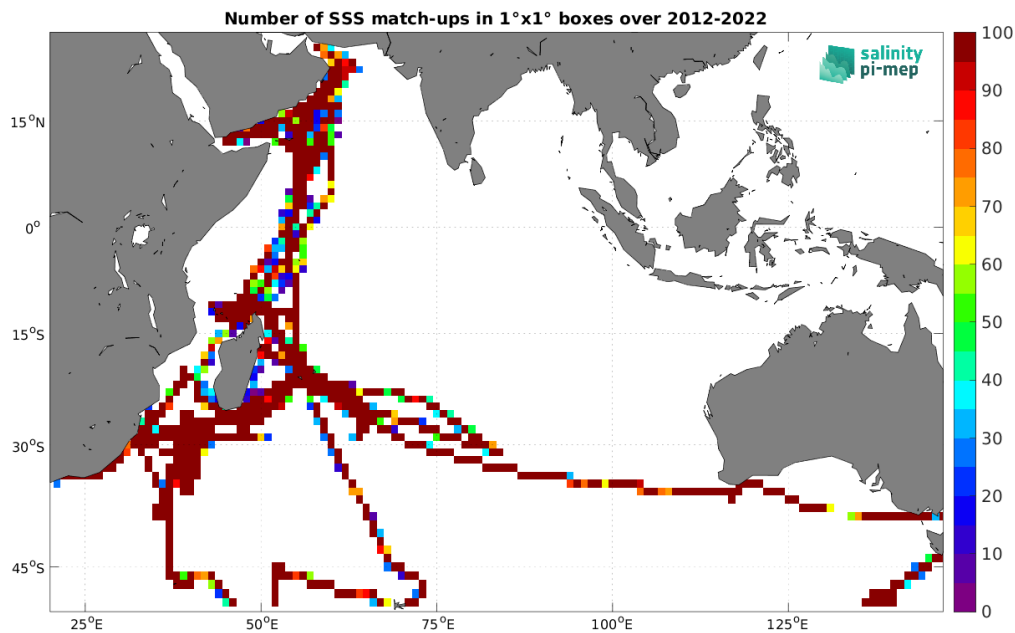 Number of SSS match-ups in 1°x1° boxes over 2012-2022
salinity
pi-mep
100
90
80
70
60
50
40
30
20
10
0
15°N
0°
15°S
30°S
45°S
25°E
50°E
75°E
100°E
125°E